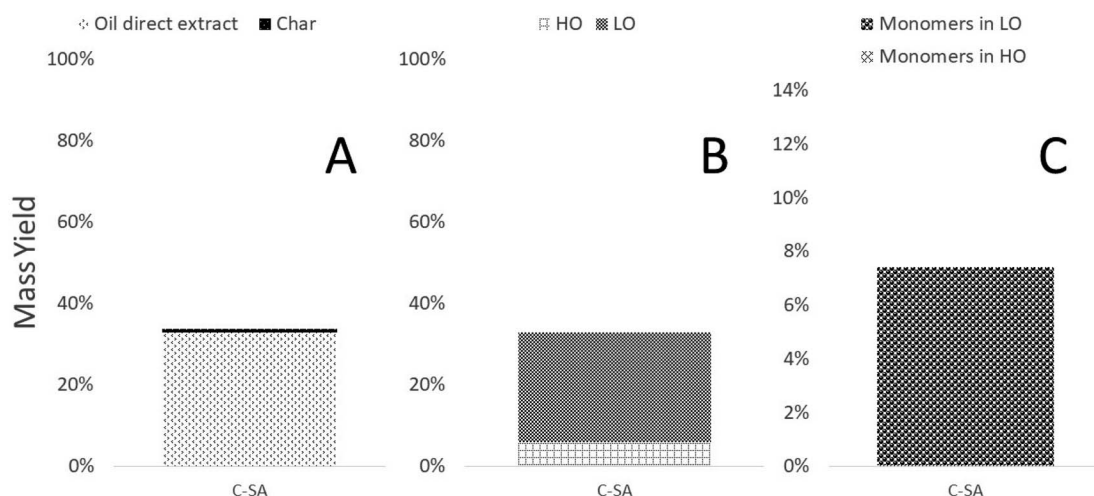 Oil direct extract Char
HO LO
Monomers in LO
Monomers in HO
Mass Yield
100%
80%
60%
40%
20%
0%
A
C-SA
100%
80%
60%
40%
20%
0%
B
C-SA
14%
12%
10%
8%
6%
4%
2%
0%
C
C-SA